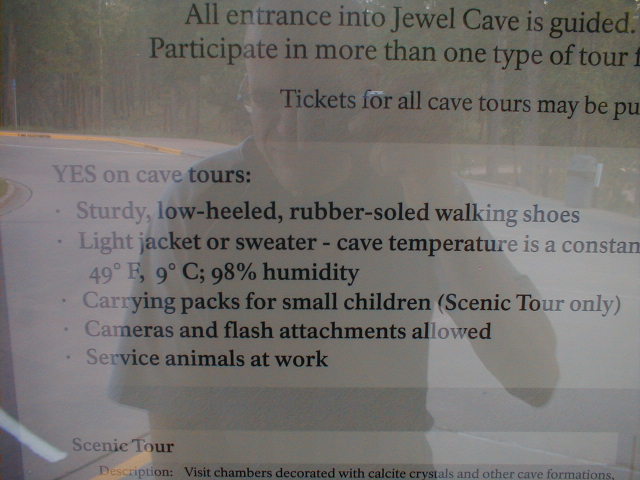 All entrance into Jewel Cave is guided.
Participate in more than one type of tour
Tickets for all cave tours may be
YES on cave tours:
· Sturdy, low-heeled, rubber-soled walking shoes
· Light jacket or sweater - cave temperature is a constan
49° F, 9° C; 98% humidity
· Carrying packs for small children (Scenic Tour only)
· Cameras and flash attachments allowed
· Service animals at work
Scenic Tour
Description: Visit chambers decorated with calcite crystals and other cave formations,